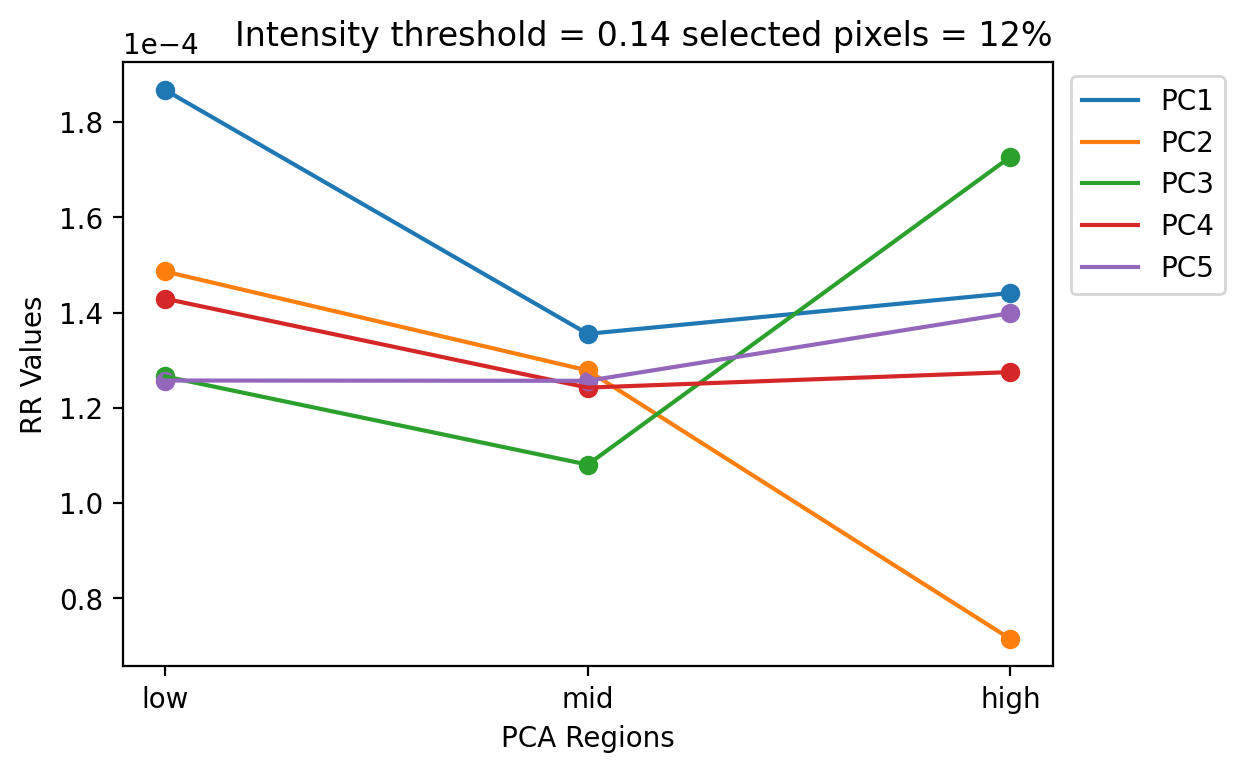 Intensity threshold = 0.14 selected pixels = 12%
1e−4
1.8
1.6
1.4
1.2
1.0
0.8
RR Values
low
mid
high
PCA Regions
PC1
PC2
PC3
PC4
PC5